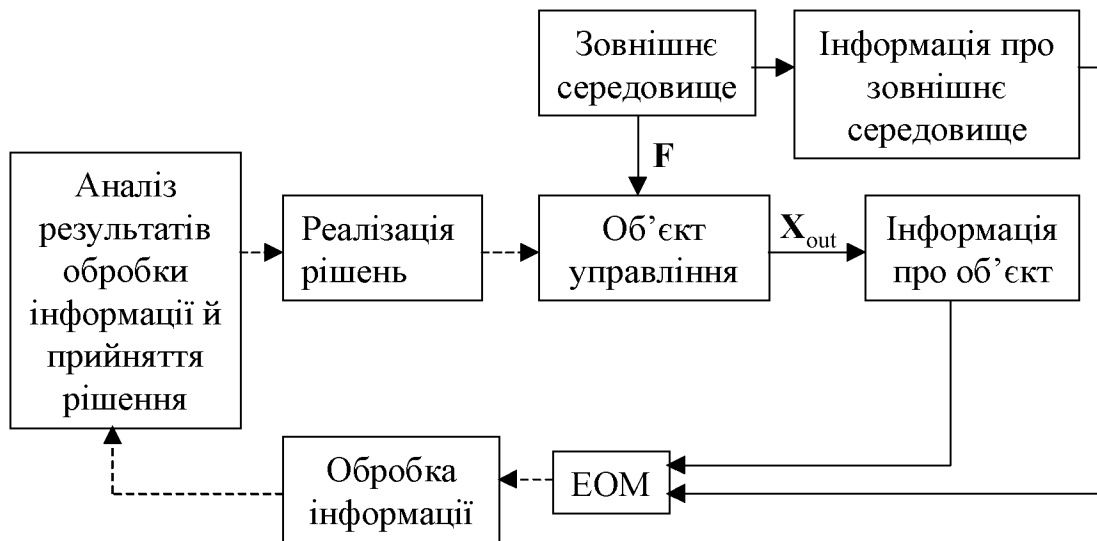 Зовнішнє
середовище
Інформація про
зовнішнє
середовище
F
Аналіз
результатів
обробки
інформації й
прийняття
рішення
Реалізація
рішень
Об’єкт
управління
Xout
Інформація
про об’єкт
Обробка
інформації
ЕОМ